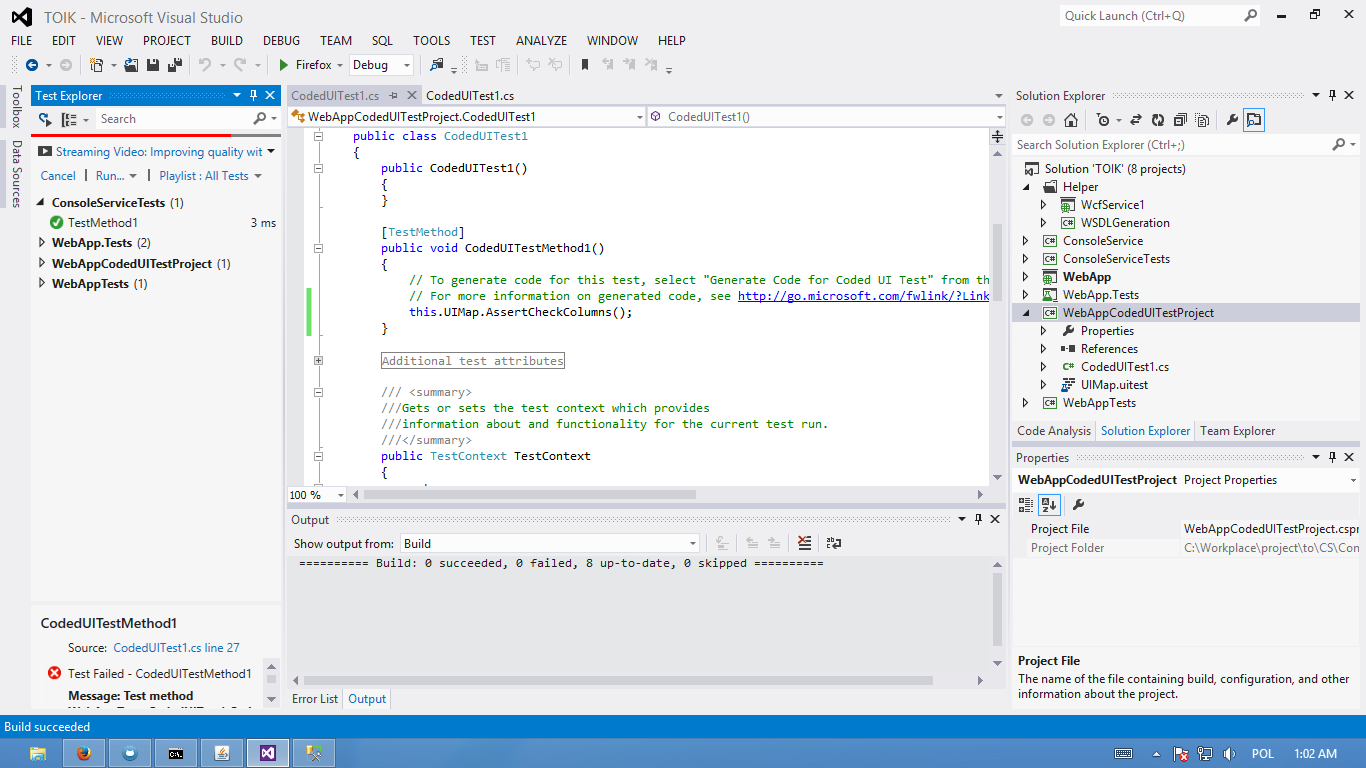 TOIK - Microsoft Visual Studio
Quick Launch (Ctrl+Q)
FILE EDIT VIEW PROJECT BUILD DEBUG TEAM SQL TOOLS TEST ANALYZE WINDOW HELP
Firefox Debug
Toolbox
Data Sources
Test Explorer
Search
Streaming Video: Improving quality wit
Cancel | Run... | Playlist : All Tests
ConsoleServiceTests (1)
TestMethod1 3 ms
WebApp.Tests (2)
WebAppCodedUITestProject (1)
WebAppTests (1)
CodedUITestMethod1
Source: CodedUITest1.cs line 27
Test Failed - CodedUITestMethod1
Message: Test method
CodedUITest1.cs CodedUITest1.cs
WebAppCodedUITestProject.CodedUITest1 CodedUITest1()
public class CodedUITest1
{
public CodedUITest1()
{
}
[TestMethod]
public void CodedUITestMethod1()
{
// To generate code for this test, select "Generate Code for Coded UI Test" from th
// For more information on generated code, see http://go.microsoft.com/fwlink/?Link
this.UIMap.AssertCheckColumns();
}
Additional test attributes
/// <summary>
///Gets or sets the test context which provides
///information about and functionality for the current test run.
///</summary>
public TestContext TestContext
{
100 %
Output
Show output from: Build
========== Build: 0 succeeded, 0 failed, 8 up-to-date, 0 skipped ==========
Error List Output
Solution Explorer
Search Solution Explorer (Ctrl+;)
Solution 'TOIK' (8 projects)
Helper
WcfService1
WSDLGeneration
ConsoleService
ConsoleServiceTests
WebApp
WebApp.Tests
WebAppCodedUITestProject
Properties
References
CodedUITest1.cs
UIMap.uitest
WebAppTests
Code Analysis Solution Explorer Team Explorer
Properties
WebAppCodedUITestProject Project Properties
Project File WebAppCodedUITestProject.cspr
Project Folder C:\Workplace\project\to\CS\Con
Project File
The name of the file containing build, configuration, and other
information about the project.
Build succeeded
POL 1:02 AM